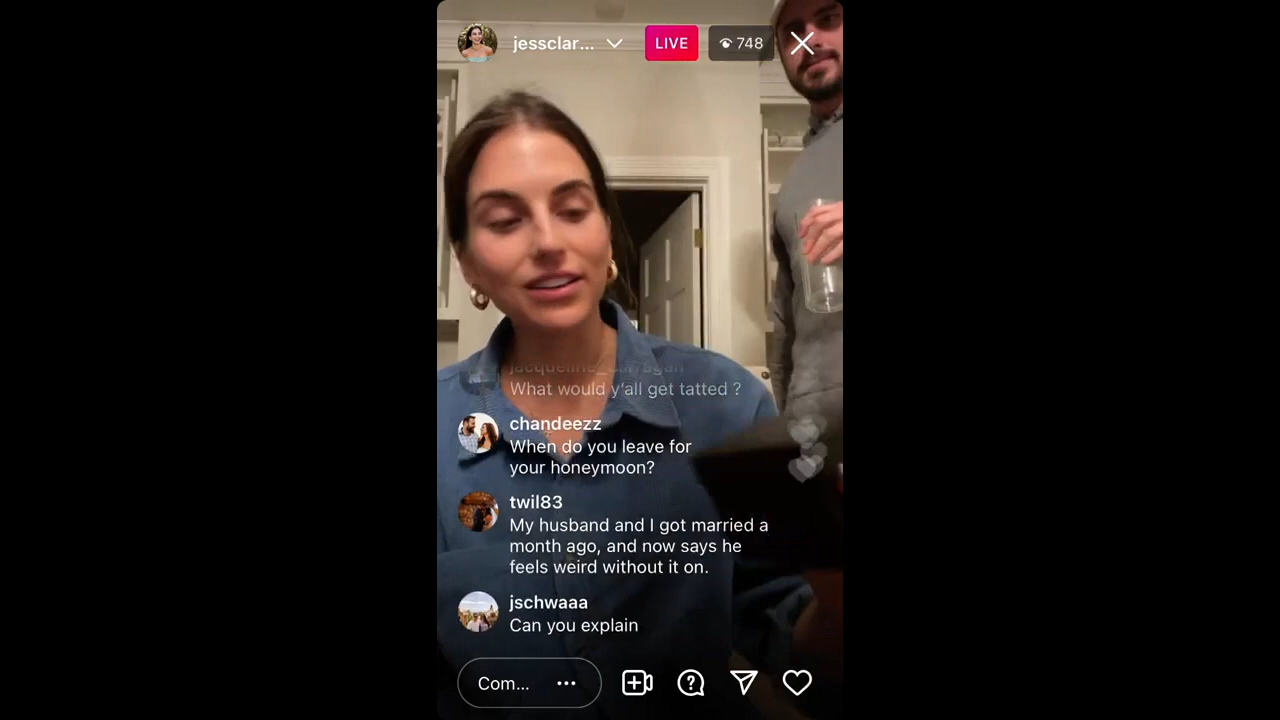 jessclar...
LIVE
748
What would y'all get tatted ?
chandeezz
When do you leave for
your honeymoon?
twil83
My husband and I got married a
month ago, and now says he
feels weird without it on.
jschwaaa
Can you explain
Com...